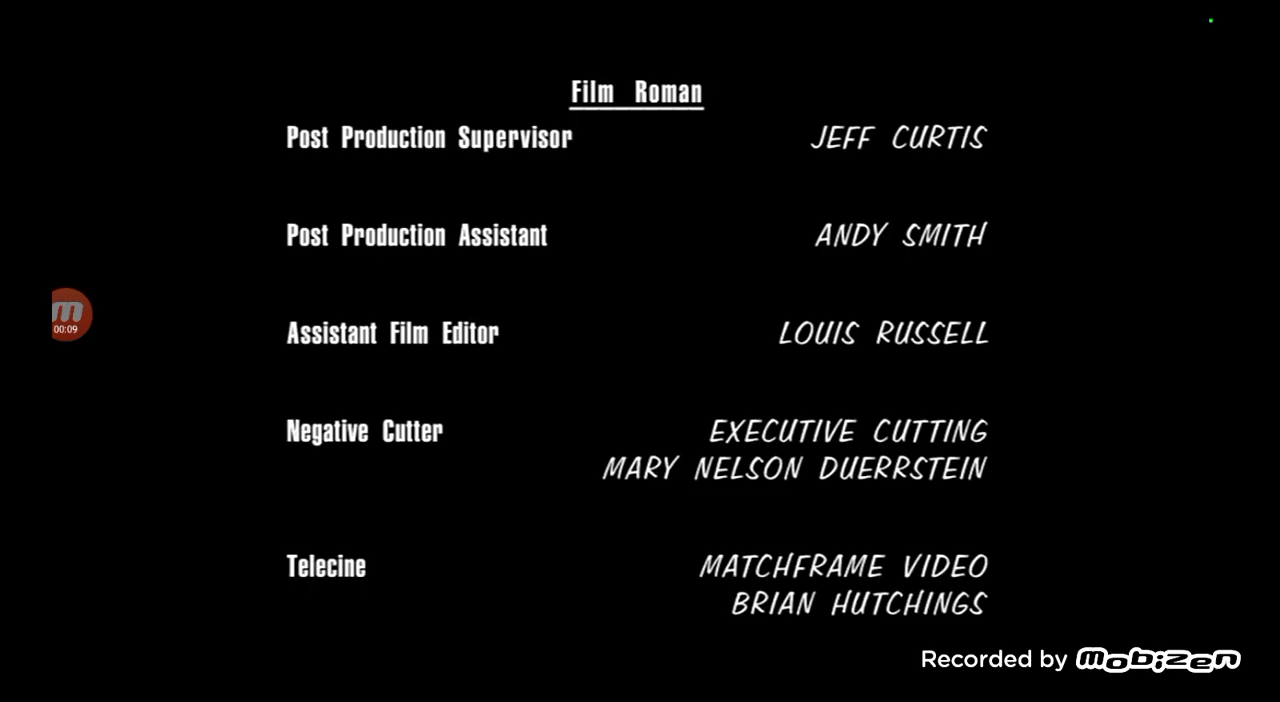 Film Roman
Post Production Supervisor JEFF CURTIS
Post Production Assistant ANDY SMITH
Assistant Film Editor LOUIS RUSSELL
Negative Cutter EXECUTIVE CUTTING
MARY NELSON DUERRSTEIN
Telecine MATCHFRAME VIDEO
BRIAN HUTCHINGS
m
00:09
Recorded by mobizen